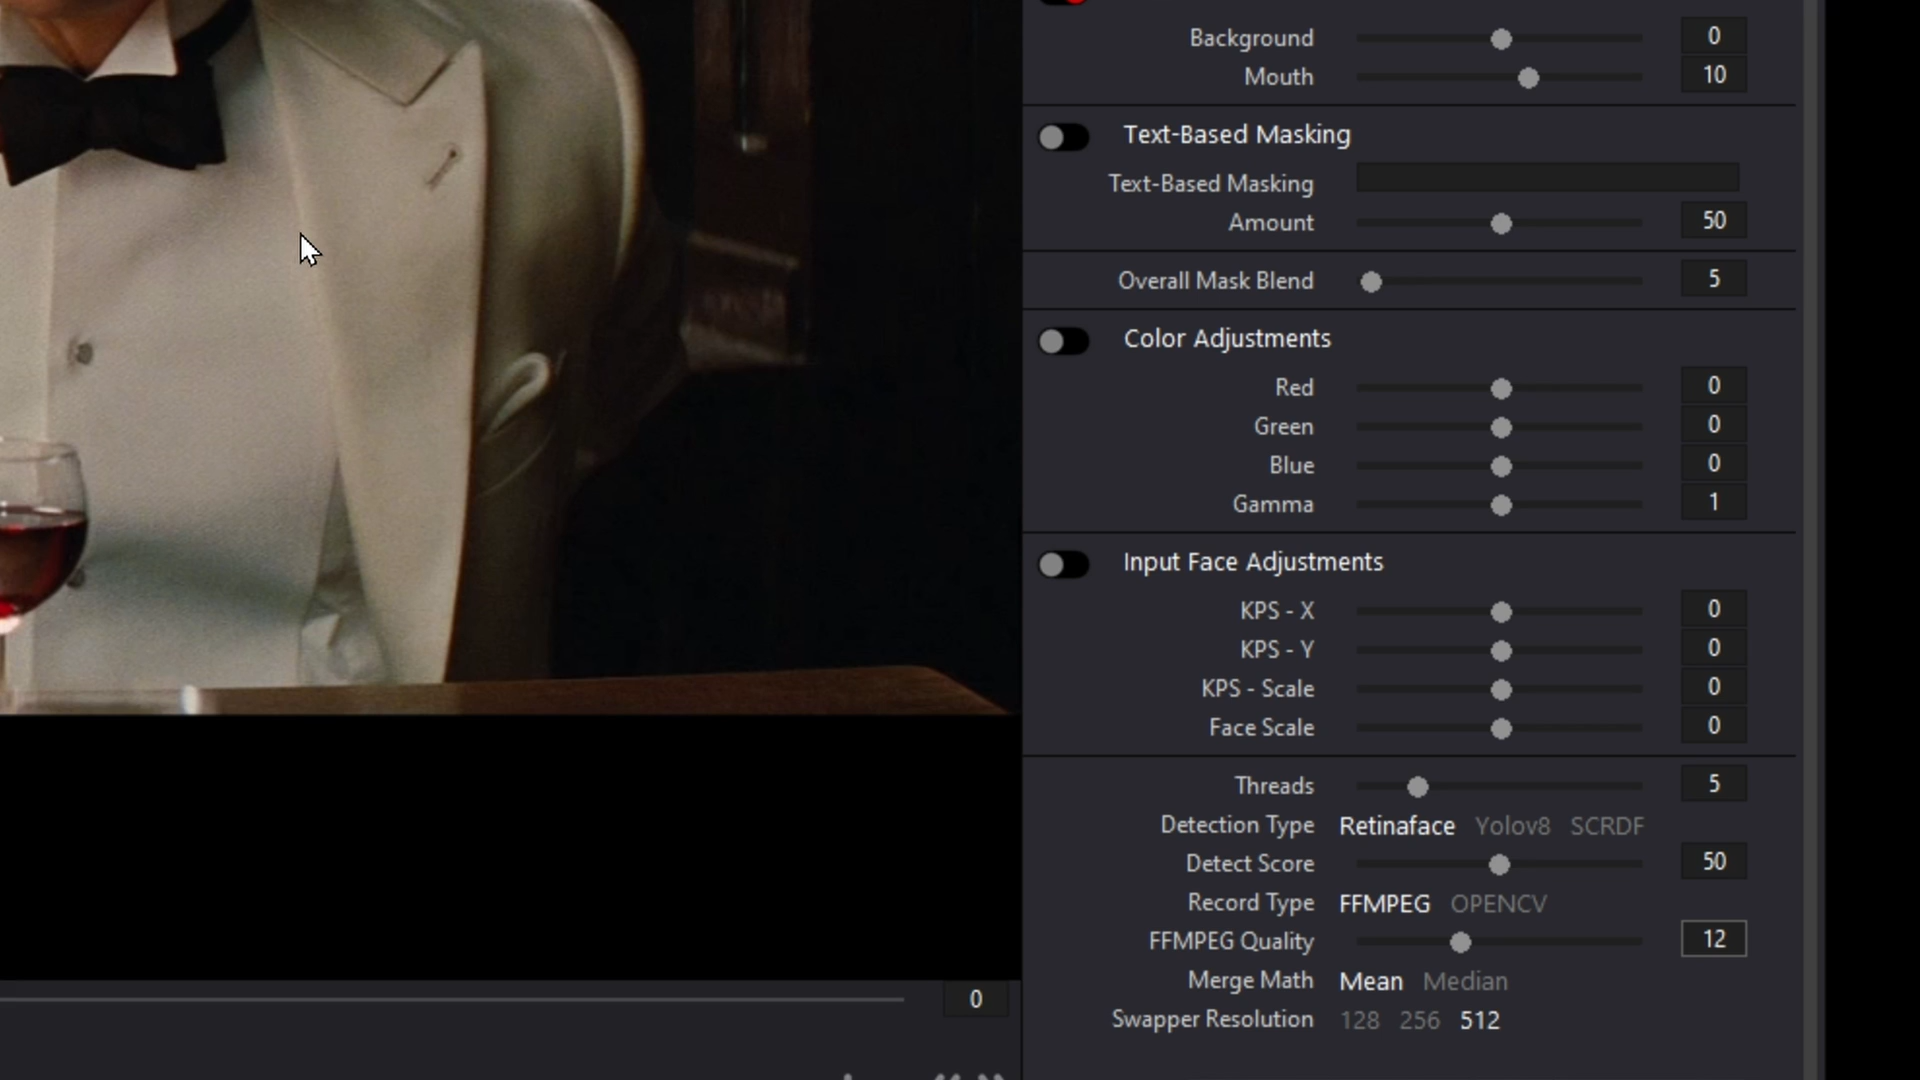 Background 0
Mouth 10
Text-Based Masking
Text-Based Masking
Amount 50
Overall Mask Blend 5
Color Adjustments
Red 0
Green 0
Blue 0
Gamma 1
Input Face Adjustments
KPS - X 0
KPS - Y 0
KPS - Scale 0
Face Scale 0
Threads 5
Detection Type Retinaface Yolov8 SCRDF
Detect Score 50
Record Type FFMPEG OPENCV
FFMPEG Quality 12
Merge Math Mean Median
Swapper Resolution 128 256 512
0